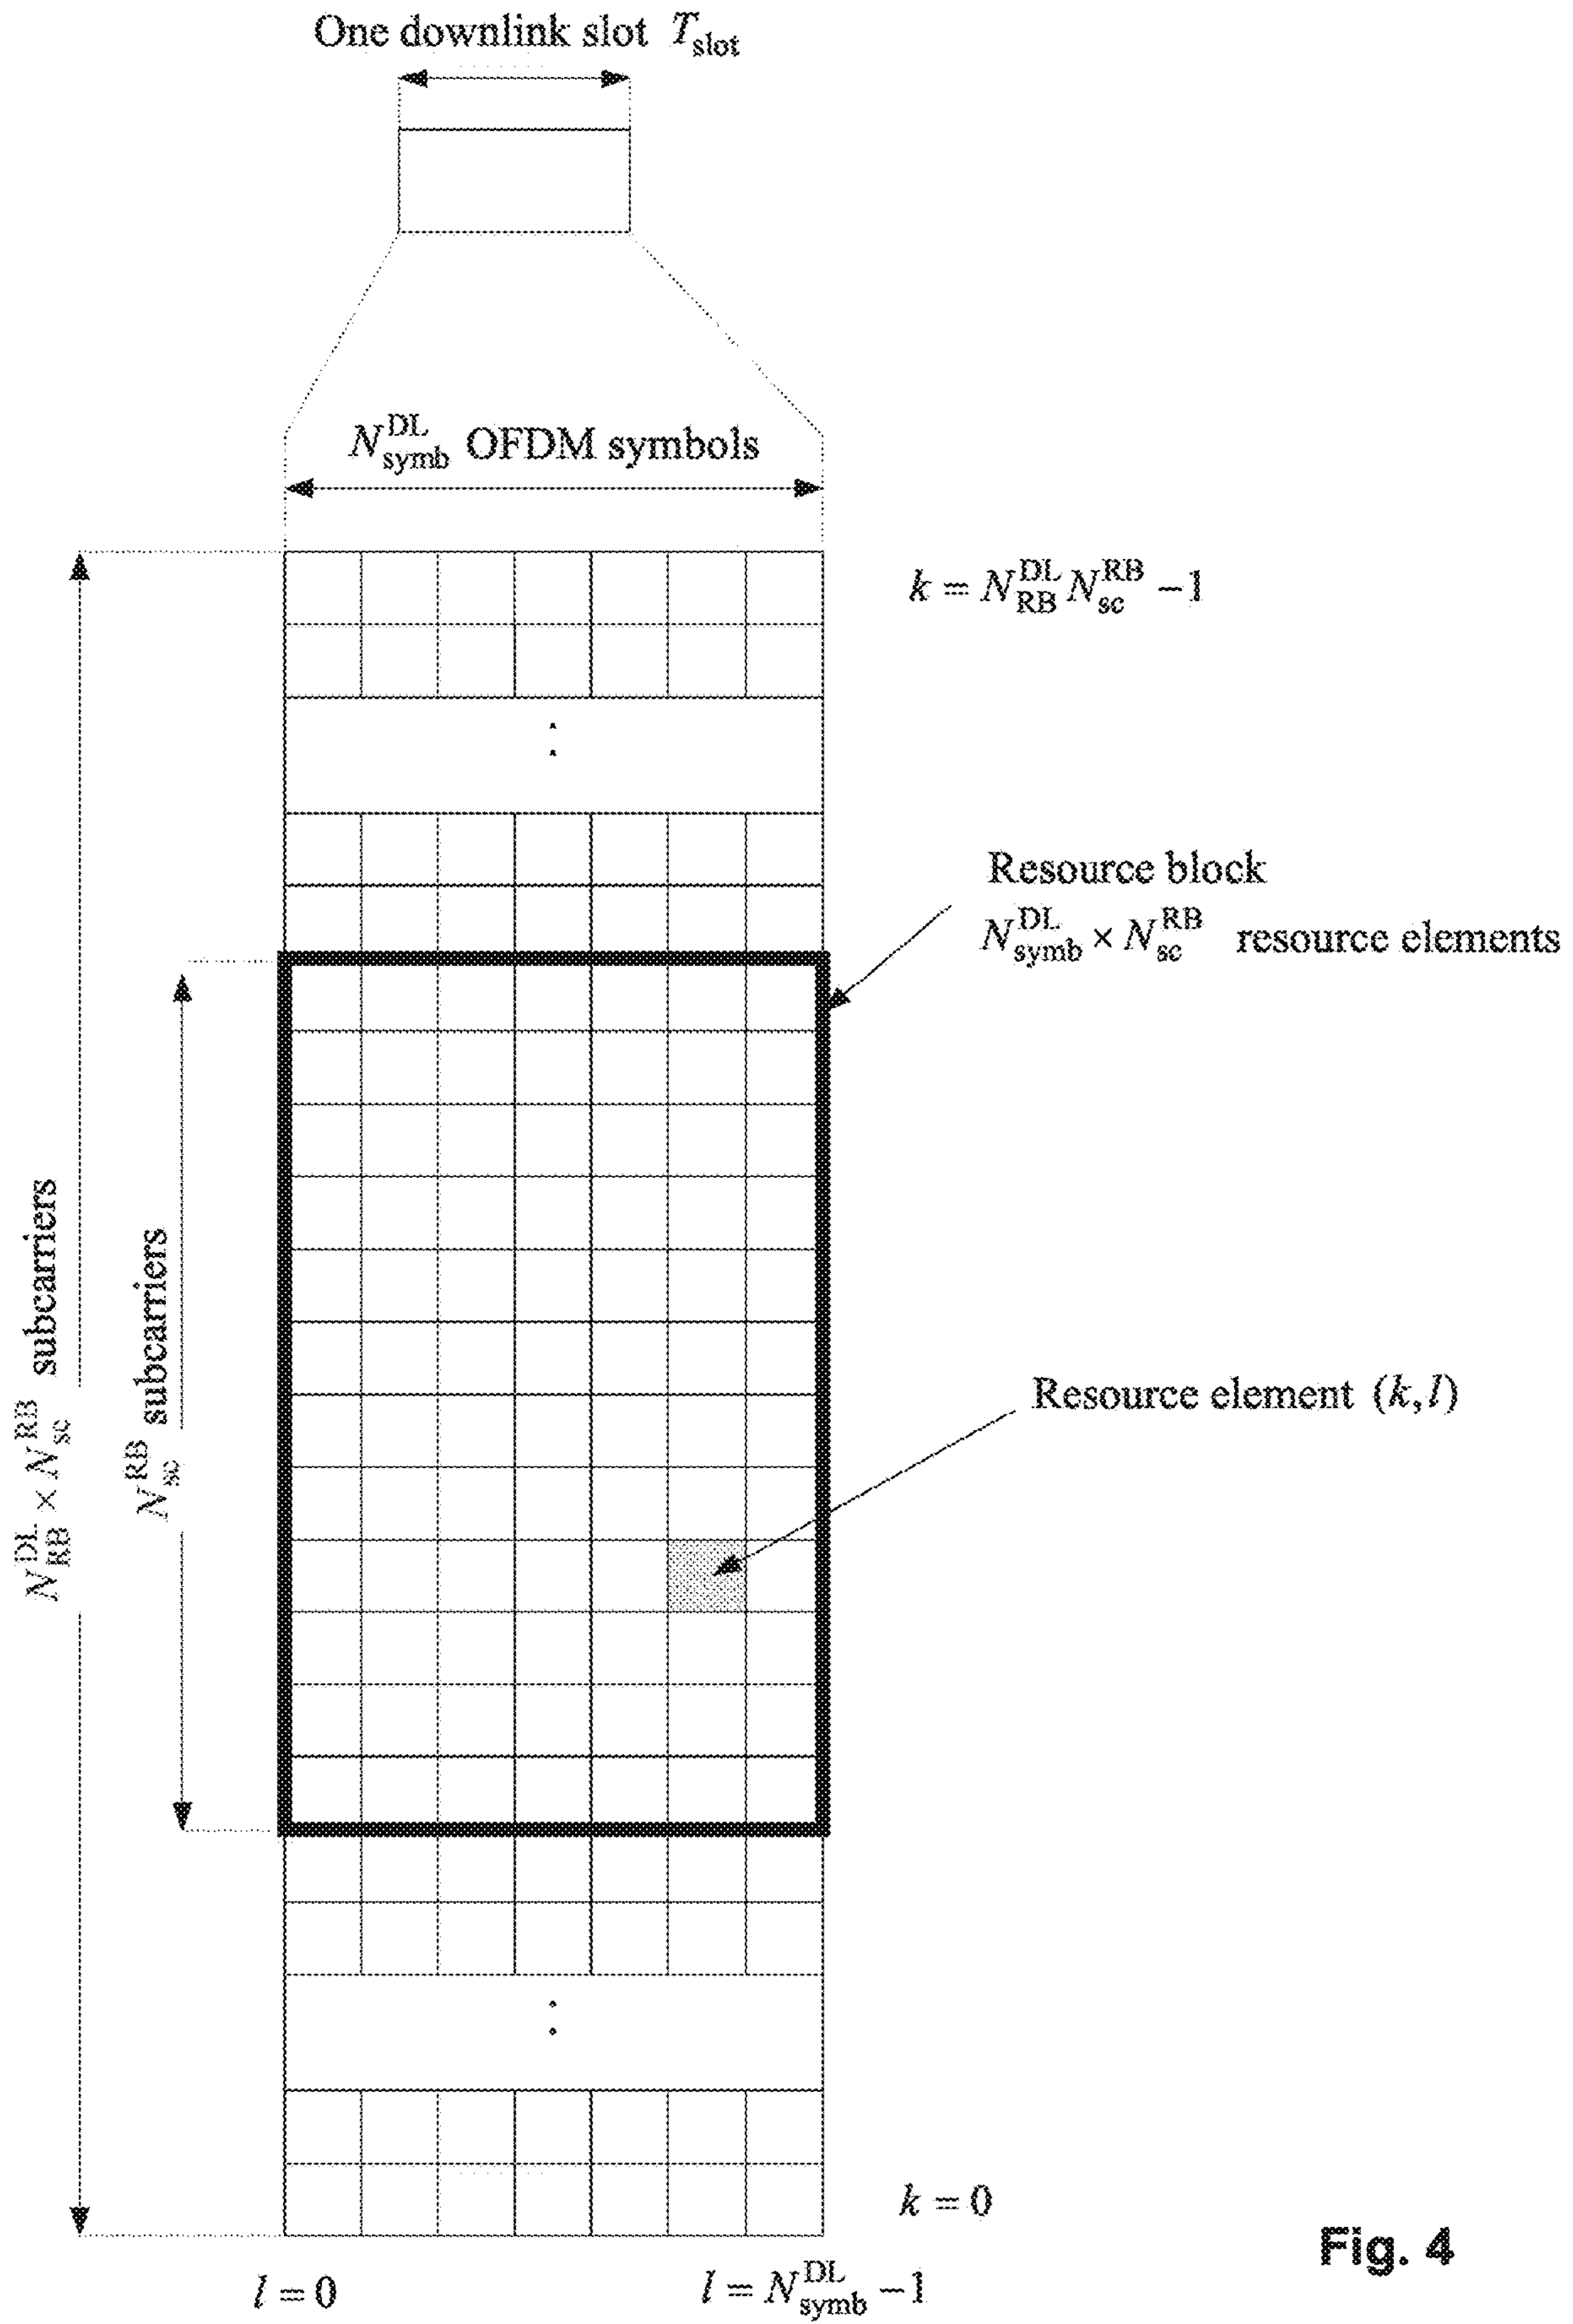 One downlink slot T_slot
N_symb^DL OFDM symbols
k = N_RB^DL N_sc^RB − 1
Resource block
N_symb^DL × N_sc^RB resource elements
N_RB^DL × N_sc^RB subcarriers
N_sc^RB subcarriers
Resource element (k, l)
k = 0
l = 0
l = N_symb^DL − 1
Fig. 4